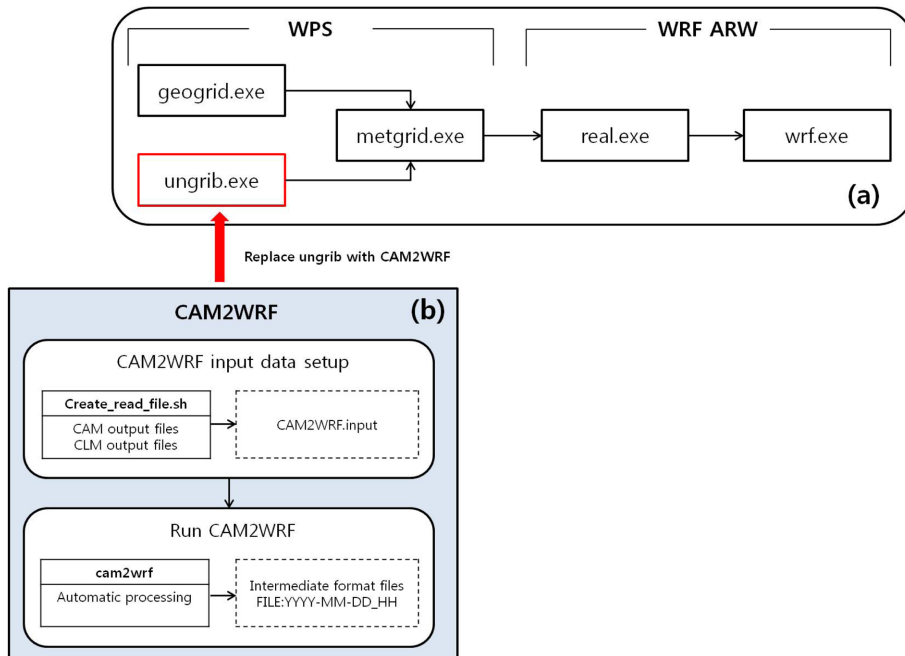 WPS
WRF ARW
geogrid.exe
metgrid.exe
real.exe
wrf.exe
ungrib.exe
(a)
Replace ungrib with CAM2WRF
CAM2WRF
(b)
CAM2WRF input data setup
Create_read_file.sh
CAM output files
CLM output files
CAM2WRF.input
Run CAM2WRF
cam2wrf
Automatic processing
Intermediate format files
FILE:YYYY-MM-DD_HH